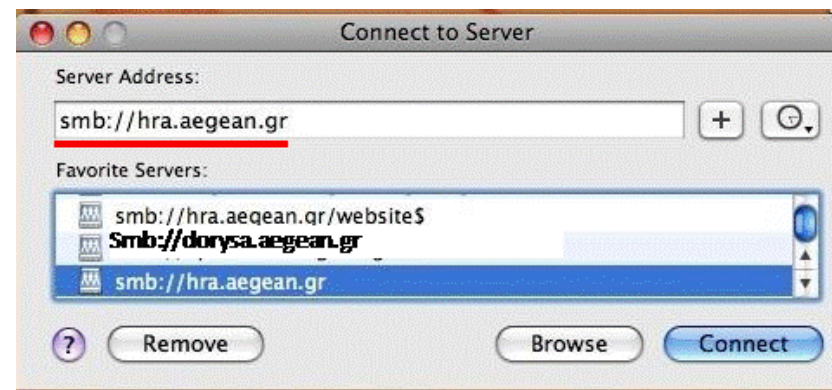 Connect to Server
Server Address:
smb://hra.aegean.gr
+
Favorite Servers:
smb://hra.aegean.gr/website$
Smb://dorysa.aegean.gr
smb://hra.aegean.gr
? Remove Browse Connect